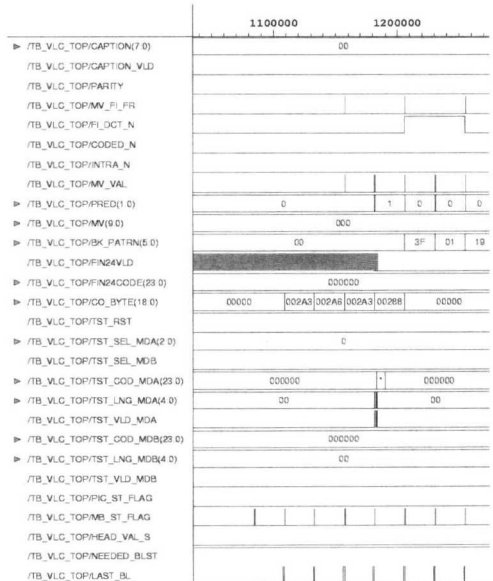 1100000 1200000
/TB_VLC_TOP/CAPTION(7:0) 00
/TB_VLC_TOP/CAPTION_VLD
/TB_VLC_TOP/PARITY
/TB_VLC_TOP/MV_FI_FR
/TB_VLC_TOP/FI_DCT_N
/TB_VLC_TOP/CODED_N
/TB_VLC_TOP/INTRA_N
/TB_VLC_TOP/MV_VAL
/TB_VLC_TOP/PRED(1:0) 0 1 0 0 0
/TB_VLC_TOP/MV(9:0) 000
/TB_VLC_TOP/BK_PATRN(5:0) 00 3F 01 19
/TB_VLC_TOP/FIN24VLD
/TB_VLC_TOP/FIN24CODE(23:0) 000000
/TB_VLC_TOP/CO_BYTE(18:0) 00000 002A3 002A6 002A3 00288 00000
/TB_VLC_TOP/TST_RST
/TB_VLC_TOP/TST_SEL_MDA(2:0) 0
/TB_VLC_TOP/TST_SEL_MDB
/TB_VLC_TOP/TST_COD_MDA(23:0) 000000 * 000000
/TB_VLC_TOP/TST_LNG_MDA(4:0) 00 00
/TB_VLC_TOP/TST_VLD_MDA
/TB_VLC_TOP/TST_COD_MDB(23:0) 000000
/TB_VLC_TOP/TST_LNG_MDB(4:0) 00
/TB_VLC_TOP/TST_VLD_MDB
/TB_VLC_TOP/PIC_ST_FLAG
/TB_VLC_TOP/MB_ST_FLAG
/TB_VLC_TOP/HEAD_VAL_S
/TB_VLC_TOP/NEEDED_BLST
/TB_VLC_TOP/LAST_BL